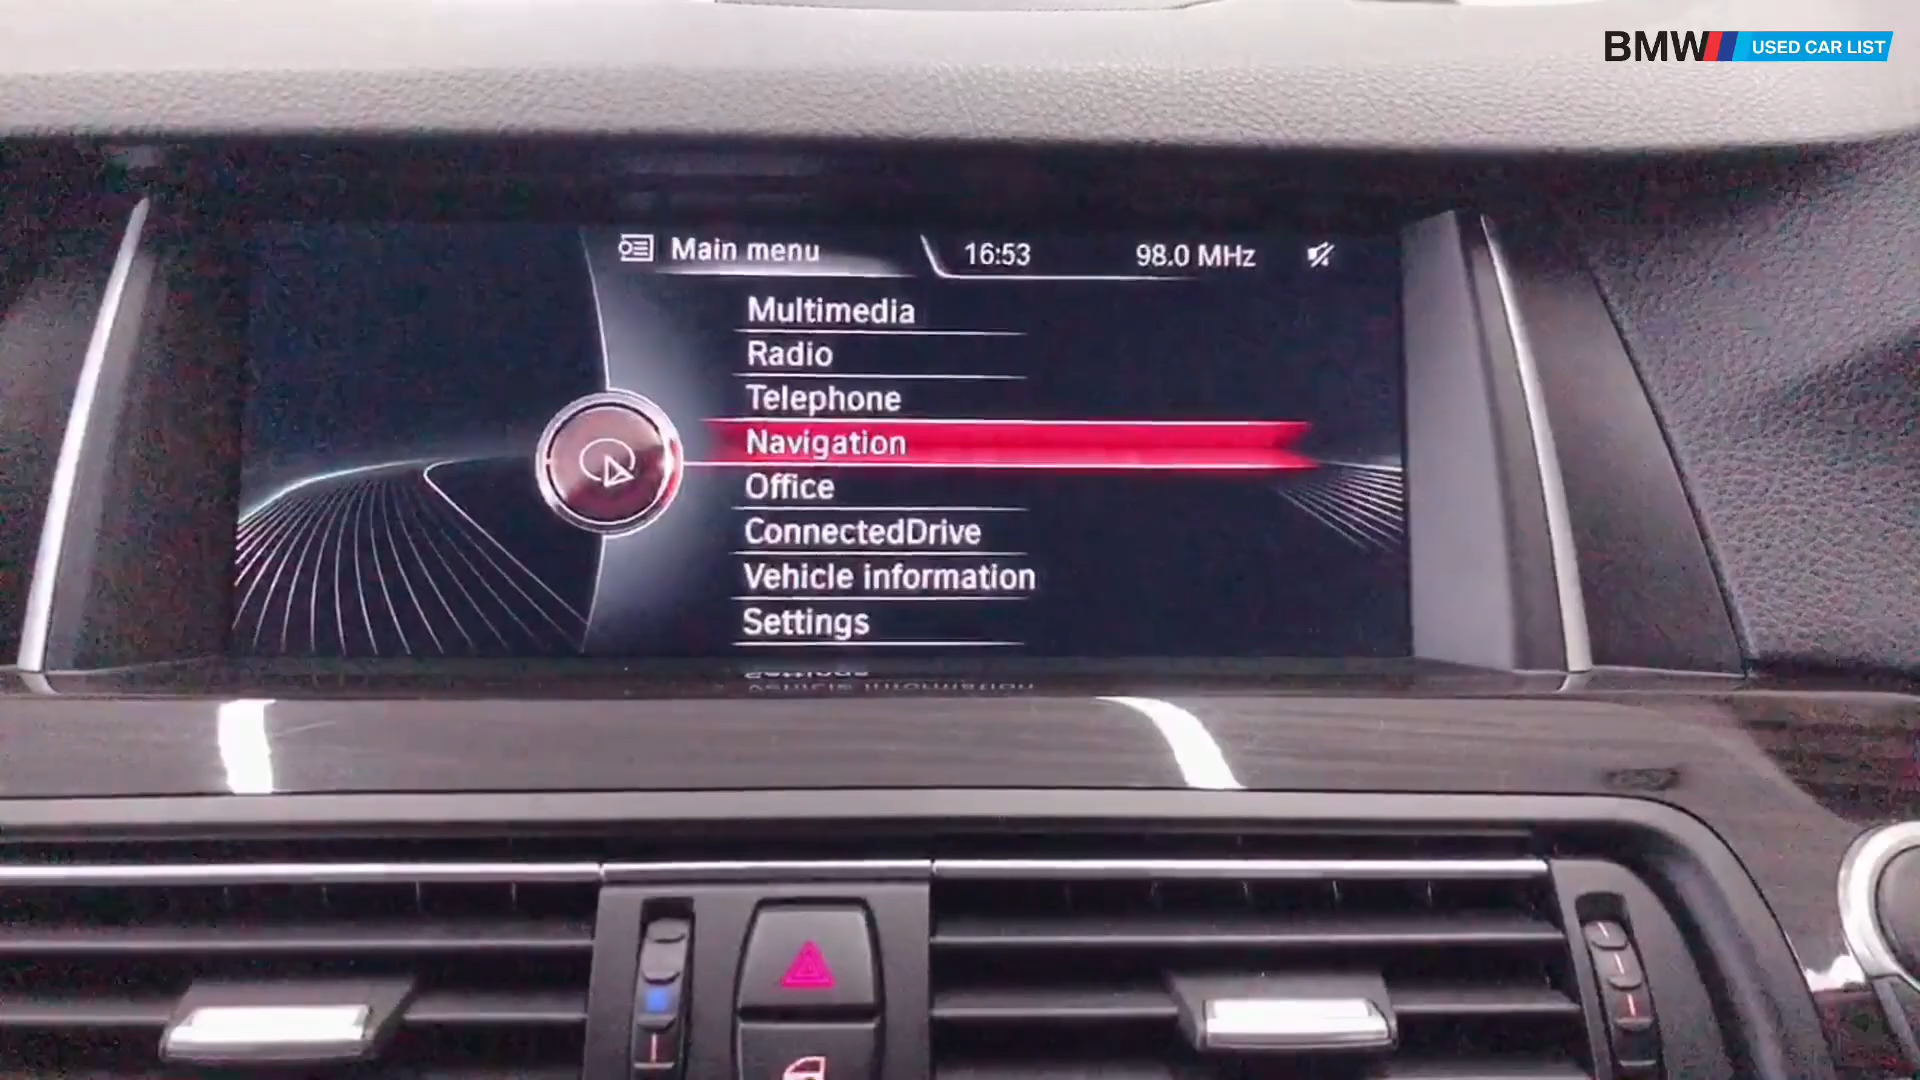 BMW USED CAR LIST
Main menu 16:53 98.0 MHz
Multimedia
Radio
Telephone
Navigation
Office
ConnectedDrive
Vehicle information
Settings